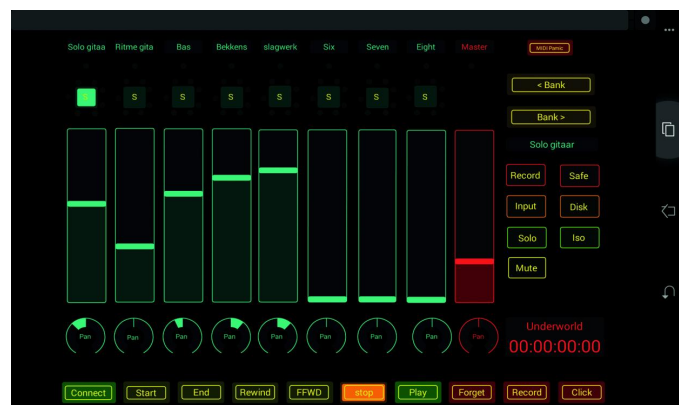 Solo gitaa Ritme gita Bas Bekkens slagwerk Six Seven Eight Master MIDI Panic
S S S S S S S S
< Bank
Bank >
Solo gitaar
Record Safe
Input Disk
Solo Iso
Mute
Pan Pan Pan Pan Pan Pan Pan Pan Pan
Underworld
00:00:00:00
Connect Start End Rewind FFWD stop Play Forget Record Click